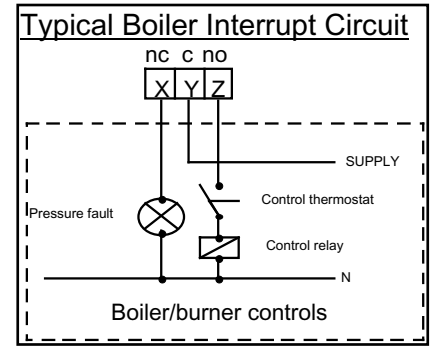 Typical Boiler Interrupt Circuit
nc c no
X Y Z
SUPPLY
Control thermostat
Pressure fault
Control relay
N
Boiler/burner controls